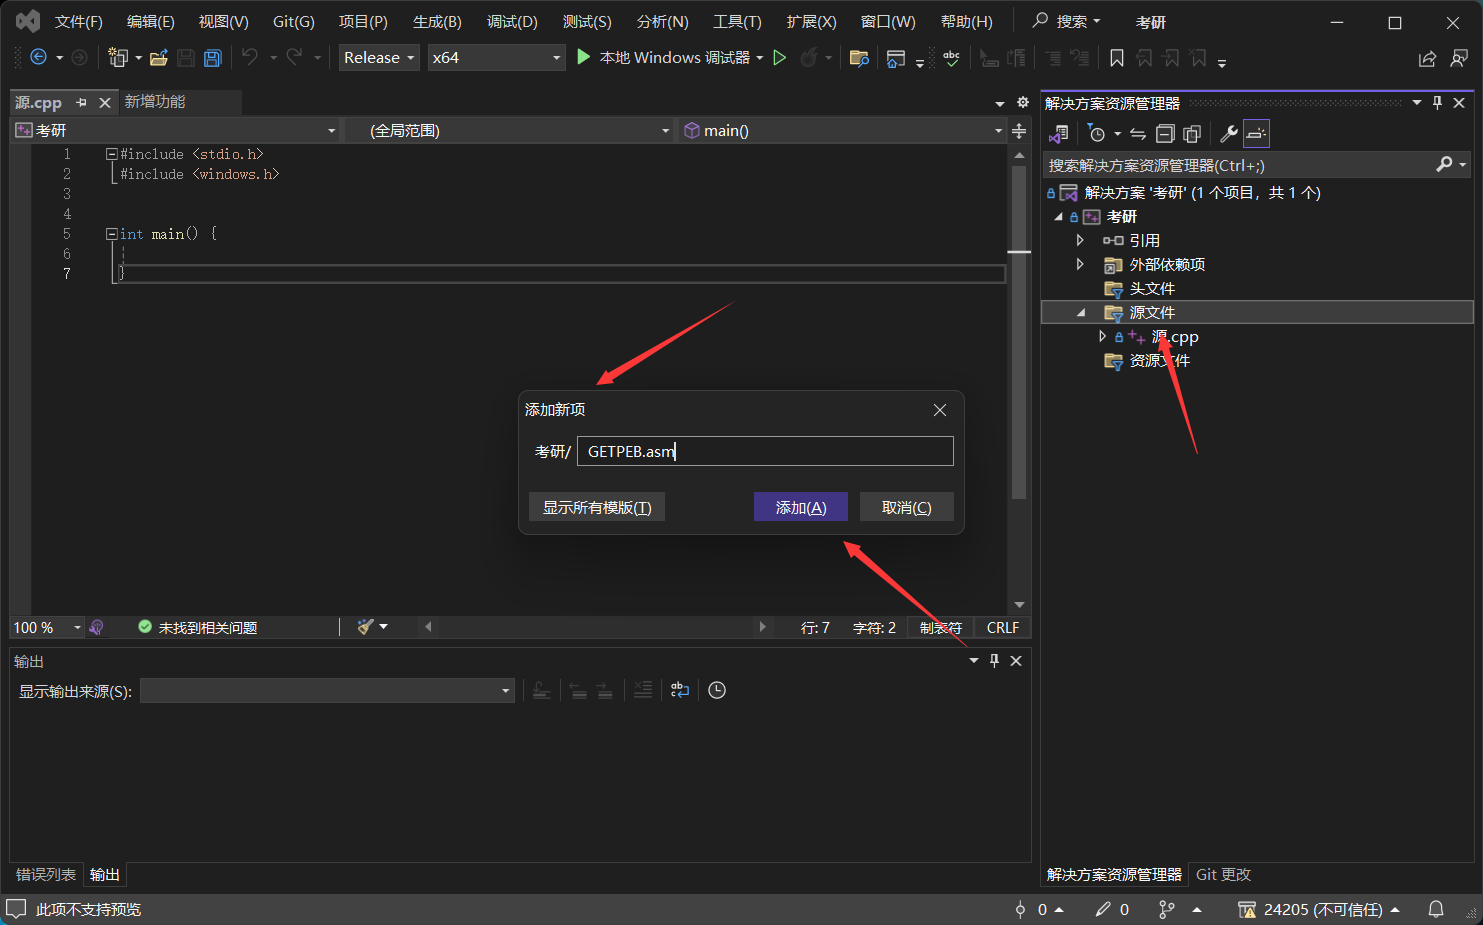 文件(F) 编辑(E) 视图(V) Git(G) 项目(P) 生成(B) 调试(D) 测试(S) 分析(N) 工具(T) 扩展(X) 窗口(W) 帮助(H) 搜索 考研
Release x64 本地 Windows 调试器
源.cpp 新增功能
考研 (全局范围) main()
1 #include <stdio.h>
2 #include <windows.h>
3
4
5 int main() {
6
7 }
添加新项
考研/ GETPEB.asm
显示所有模版(T) 添加(A) 取消(C)
100 % 未找到相关问题 行: 7 字符: 2 制表符 CRLF
输出
显示输出来源(S):
错误列表 输出
解决方案资源管理器
搜索解决方案资源管理器(Ctrl+;)
解决方案 '考研' (1 个项目，共 1 个)
考研
引用
外部依赖项
头文件
源文件
源.cpp
资源文件
解决方案资源管理器 Git 更改
此项不支持预览 0 0 24205 (不可信任)